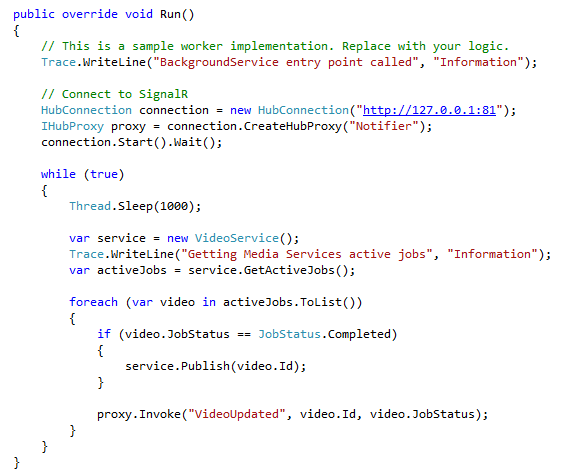 public override void Run()
{
    // This is a sample worker implementation. Replace with your logic.
    Trace.WriteLine("BackgroundService entry point called", "Information");

    // Connect to SignalR
    HubConnection connection = new HubConnection("http://127.0.0.1:81");
    IHubProxy proxy = connection.CreateHubProxy("Notifier");
    connection.Start().Wait();

    while (true)
    {
        Thread.Sleep(1000);

        var service = new VideoService();
        Trace.WriteLine("Getting Media Services active jobs", "Information");
        var activeJobs = service.GetActiveJobs();

        foreach (var video in activeJobs.ToList())
        {
            if (video.JobStatus == JobStatus.Completed)
            {
                service.Publish(video.Id);
            }

            proxy.Invoke("VideoUpdated", video.Id, video.JobStatus);
        }
    }
}